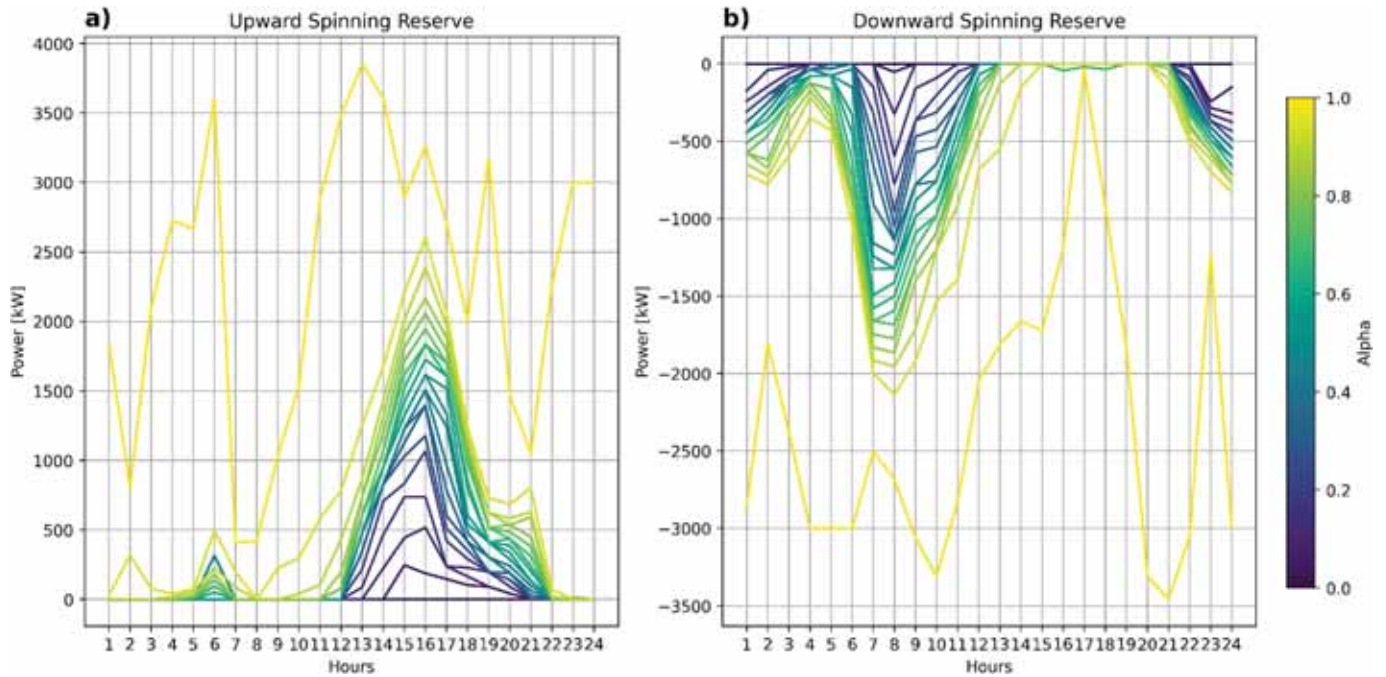 a) Upward Spinning Reserve
4000
3500
3000
2500
2000
1500
1000
500
0
Power [kW]
1 2 3 4 5 6 7 8 9 10 11 12 13 14 15 16 17 18 19 20 21 22 23 24
Hours
b) Downward Spinning Reserve
0
−500
−1000
−1500
−2000
−2500
−3000
−3500
Power [kW]
1 2 3 4 5 6 7 8 9 10 11 12 13 14 15 16 17 18 19 20 21 22 23 24
Hours
1.0
0.8
0.6
0.4
0.2
0.0
Alpha